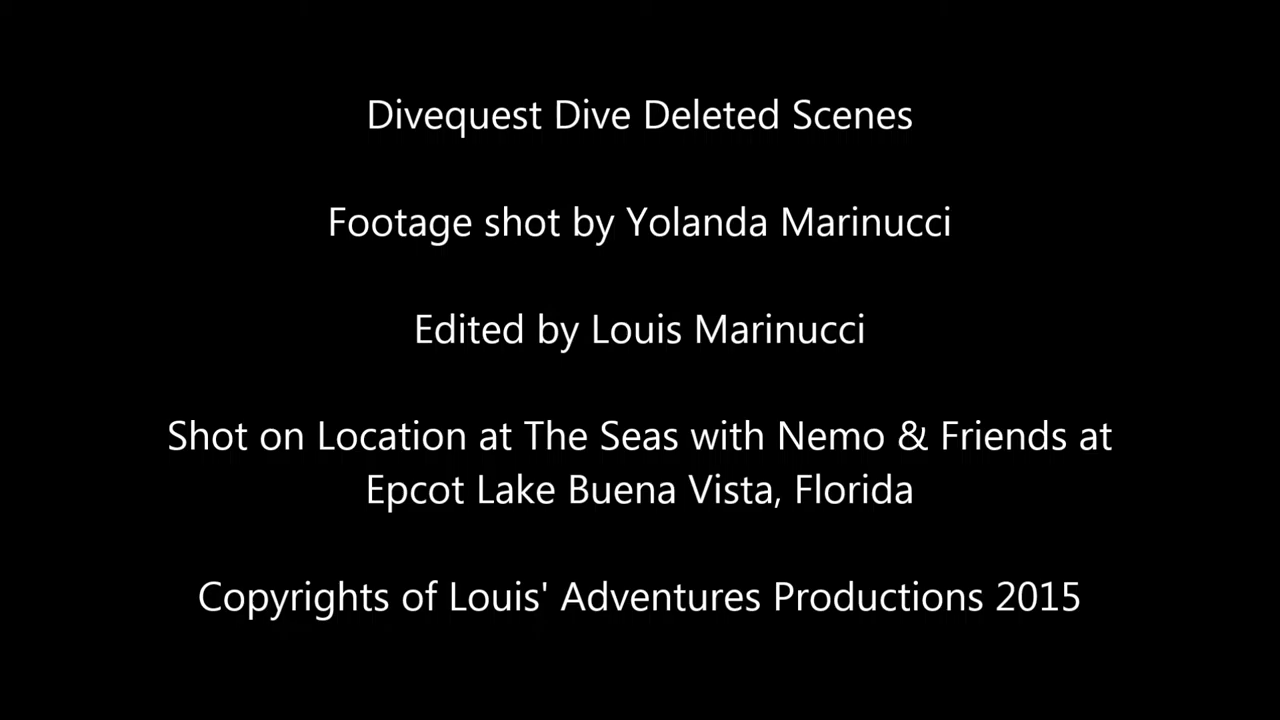 Divequest Dive Deleted Scenes
Footage shot by Yolanda Marinucci
Edited by Louis Marinucci
Shot on Location at The Seas with Nemo & Friends at
Epcot Lake Buena Vista, Florida
Copyrights of Louis' Adventures Productions 2015